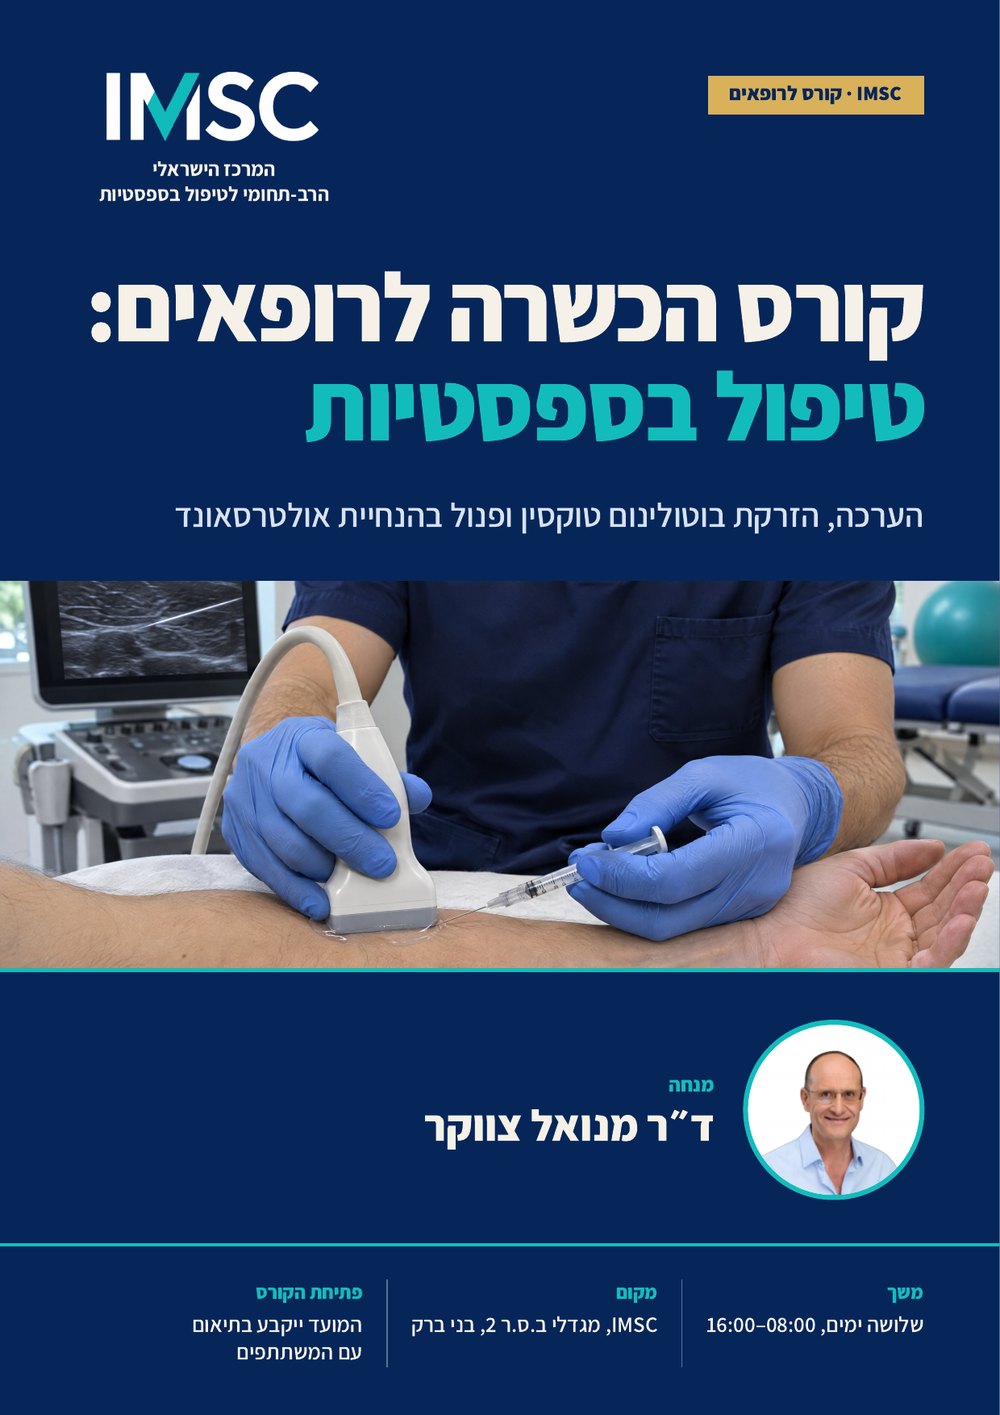 IMSC · קורס לרופאים
IMSC
המרכז הישראלי
הרב-תחומי לטיפול בספסטיות
קורס הכשרה לרופאים:
טיפול בספסטיות
הערכה, הזרקת בוטולינום טוקסין ופנול בהנחיית אולטרסאונד
מנחה
ד״ר מנואל צווקר
משך
שלושה ימים, 08:00–16:00
מקום
IMSC, מגדלי ב.ס.ר 2, בני ברק
פתיחת הקורס
המועד ייקבע בתיאום
עם המשתתפים